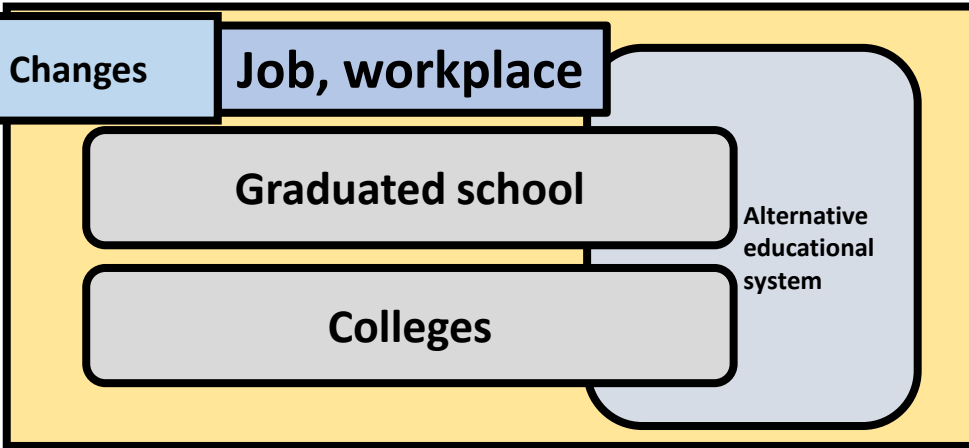 Changes
Job, workplace
Graduated school
Alternative
educational
system
Colleges